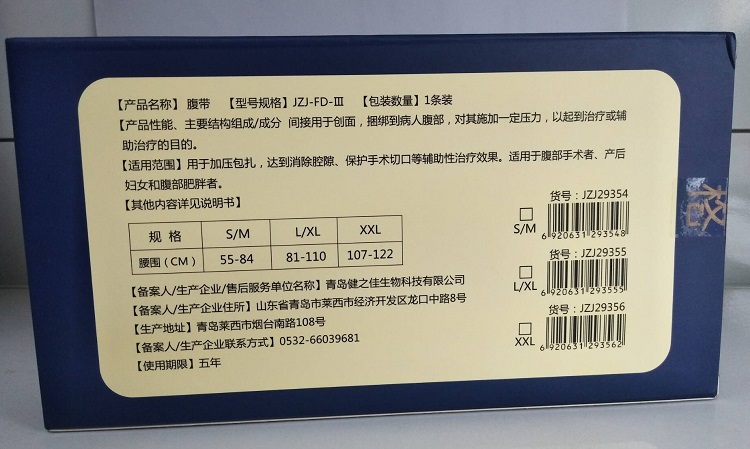 【产品名称】 腹带 【型号规格】JZJ-FD-Ⅲ 【包装数量】1条装
【产品性能、主要结构组成/成分 间接用于创面，捆绑到病人腹部，对其施加一定压力，以起到治疗或辅
助治疗的目的。
【适用范围】用于加压包扎，达到消除腔隙、保护手术切口等辅助性治疗效果。适用于腹部手术者、产后
妇女和腹部肥胖者。
【其他内容详见说明书】
规 格 S/M L/XL XXL
腰围（CM） 55-84 81-110 107-122
【备案人/生产企业/售后服务单位名称】青岛健之佳生物科技有限公司
【备案人/生产企业住所】山东省青岛市莱西市经济开发区龙口中路8号
【生产地址】青岛莱西市烟台南路108号
【备案人/生产企业联系方式】0532-66039681
【使用期限】五年
货号：JZJ29354
S/M
6 920631 293548
货号：JZJ29355
L/XL
6 920631 293555
货号：JZJ29356
XXL
6 920631 293562